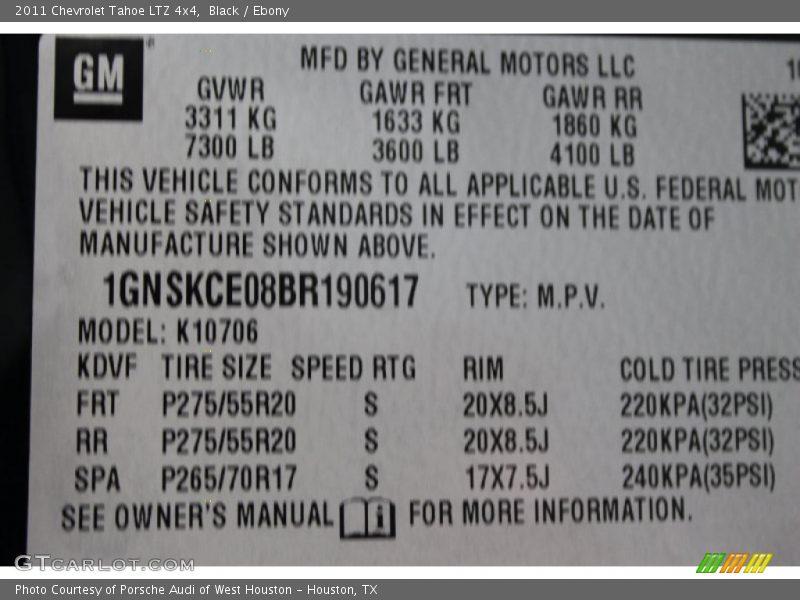 2011 Chevrolet Tahoe LTZ 4x4, Black / Ebony
GM
MFD BY GENERAL MOTORS LLC
GVWR GAWR FRT GAWR RR
3311 KG 1633 KG 1860 KG
7300 LB 3600 LB 4100 LB
THIS VEHICLE CONFORMS TO ALL APPLICABLE U.S. FEDERAL MOT
VEHICLE SAFETY STANDARDS IN EFFECT ON THE DATE OF
MANUFACTURE SHOWN ABOVE.
1GNSKCE08BR190617 TYPE: M.P.V.
MODEL: K10706
KDVF TIRE SIZE SPEED RTG RIM COLD TIRE PRESS
FRT P275/55R20 S 20X8.5J 220KPA(32PSI)
RR P275/55R20 S 20X8.5J 220KPA(32PSI)
SPA P265/70R17 S 17X7.5J 240KPA(35PSI)
SEE OWNER'S MANUAL i FOR MORE INFORMATION.
GTCarLot.com
Photo Courtesy of Porsche Audi of West Houston - Houston, TX